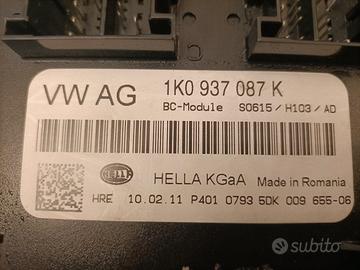 VW AG
1K0 937 087 K
BC-Module S0615/H103/AD
HELLA
HELLA KGaA Made in Romania
HRE 10.02.11 P401 0793 5DK 009 655-06
subito